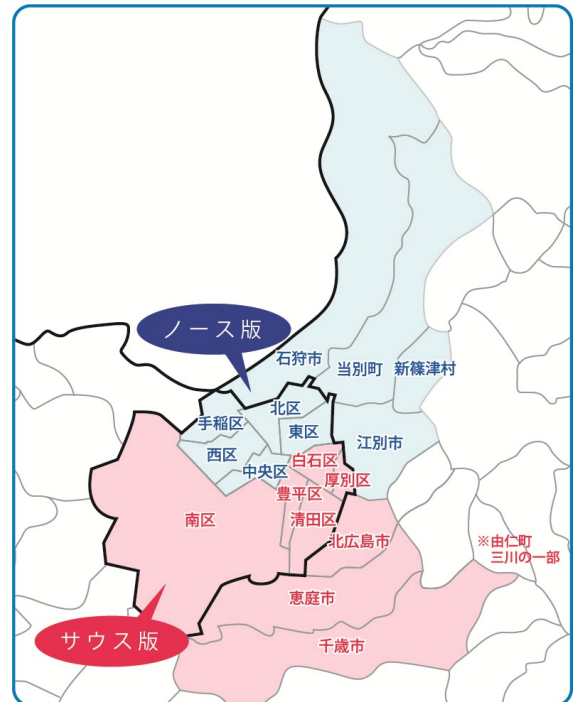 ノース版
石狩市
当別町
新篠津村
北区
手稲区
東区
江別市
西区
中央区
白石区
厚別区
豊平区
南区
清田区
北広島市
※由仁町
三川の一部
恵庭市
サウス版
千歳市